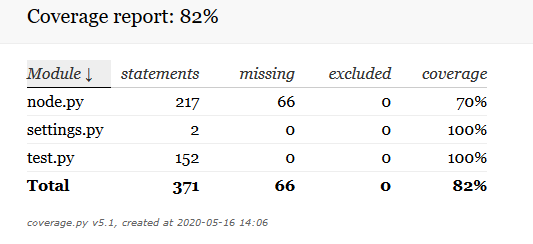 Coverage report: 82%
Module ↓ statements missing excluded coverage
node.py 217 66 0 70%
settings.py 2 0 0 100%
test.py 152 0 0 100%
Total 371 66 0 82%
coverage.py v5.1, created at 2020-05-16 14:06